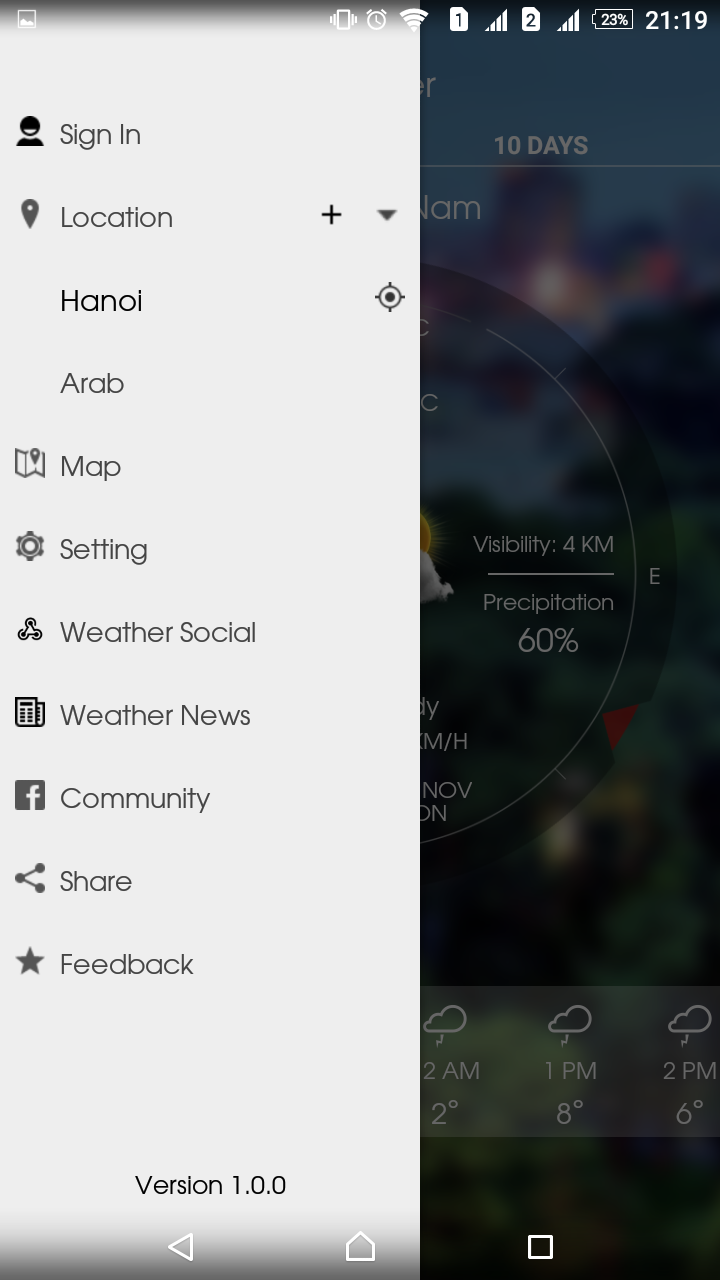 1 2 23% 21:19
er
10 DAYS
Sign In
Location
Nam
Hanoi
C
Arab
C
Map
Setting
Visibility: 4 KM
E
Precipitation
60%
Weather Social
Weather News
dy
KM/H
Community
NOV
ON
Share
Feedback
2 AM 1 PM 2 PM
2° 8° 6°
Version 1.0.0